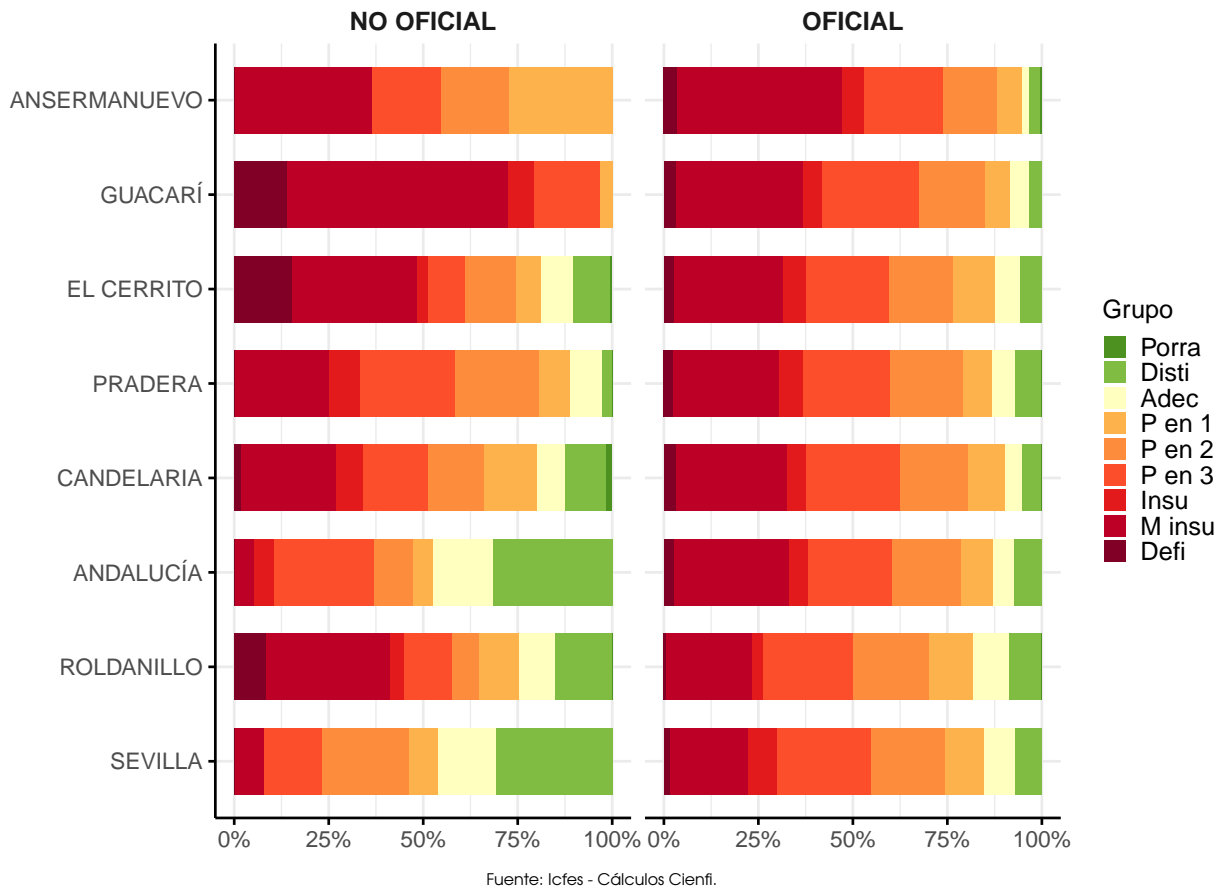 NO OFICIAL OFICIAL
ANSERMANUEVO
GUACARÍ
EL CERRITO
PRADERA
CANDELARIA
ANDALUCÍA
ROLDANILLO
SEVILLA
0% 25% 50% 75% 100% 0% 25% 50% 75% 100%
Grupo
Porra
Disti
Adec
P en 1
P en 2
P en 3
Insu
M insu
Defi
Fuente: Icfes - Cálculos Cienfi.